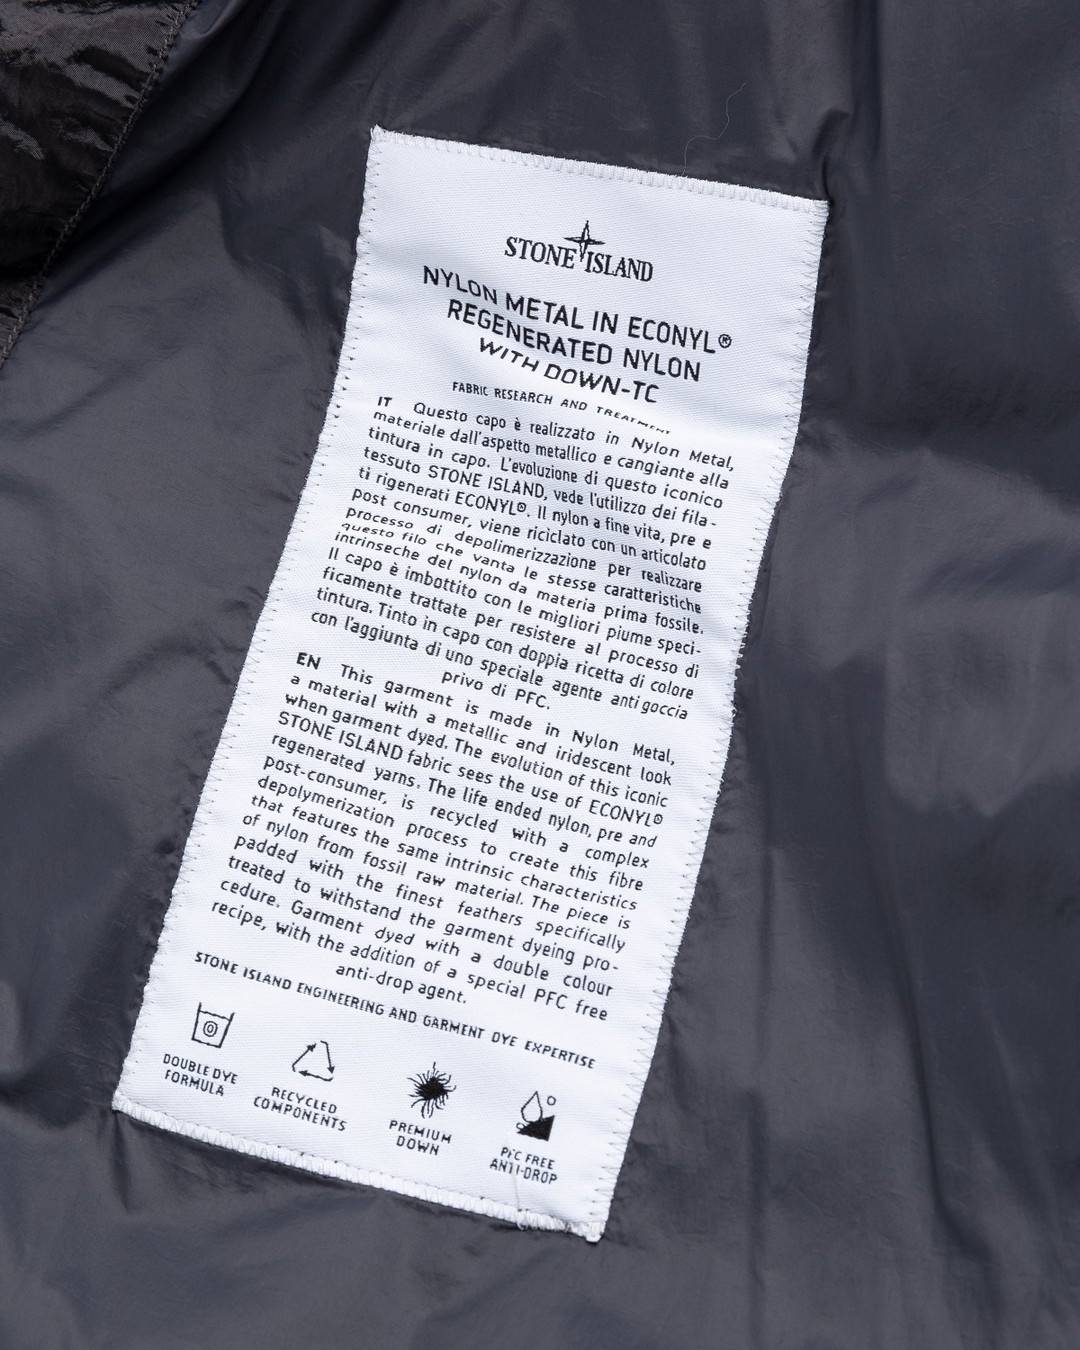 STONE ISLAND
NYLON METAL IN ECONYL®
REGENERATED NYLON
WITH DOWN-TC
FABRIC RESEARCH AND TREATMENT
IT Questo capo è realizzato in Nylon Metal,
materiale dall'aspetto metallico e cangiante alla
tintura in capo. L'evoluzione di questo iconico
tessuto STONE ISLAND, vede l'utilizzo dei fila-
ti rigenerati ECONYL®. Il nylon a fine vita, pre e
post consumer, viene riciclato con un articolato
processo di depolimerizzazione per realizzare
questo filo che vanta le stesse caratteristiche
intrinseche del nylon da materia prima fossile.
Il capo è imbottito con le migliori piume speci-
ficamente trattate per resistere al processo di
tintura. Tinto in capo con doppia ricetta di colore
con l'aggiunta di uno speciale agente anti goccia
privo di PFC.
EN This garment is made in Nylon Metal,
a material with a metallic and iridescent look
when garment dyed. The evolution of this iconic
STONE ISLAND fabric sees the use of ECONYL®
regenerated yarns. The life ended nylon, pre and
post-consumer, is recycled with a complex
depolymerization process to create this fibre
that features the same intrinsic characteristics
of nylon from fossil raw material. The piece is
padded with the finest feathers specifically
treated to withstand the garment dyeing pro-
cedure. Garment dyed with a double colour
recipe, with the addition of a special PFC free
anti-drop agent.
STONE ISLAND ENGINEERING AND GARMENT DYE EXPERTISE
DOUBLE DYE
FORMULA
RECYCLED
COMPONENTS
PREMIUM
DOWN
PFC FREE
ANTI-DROP